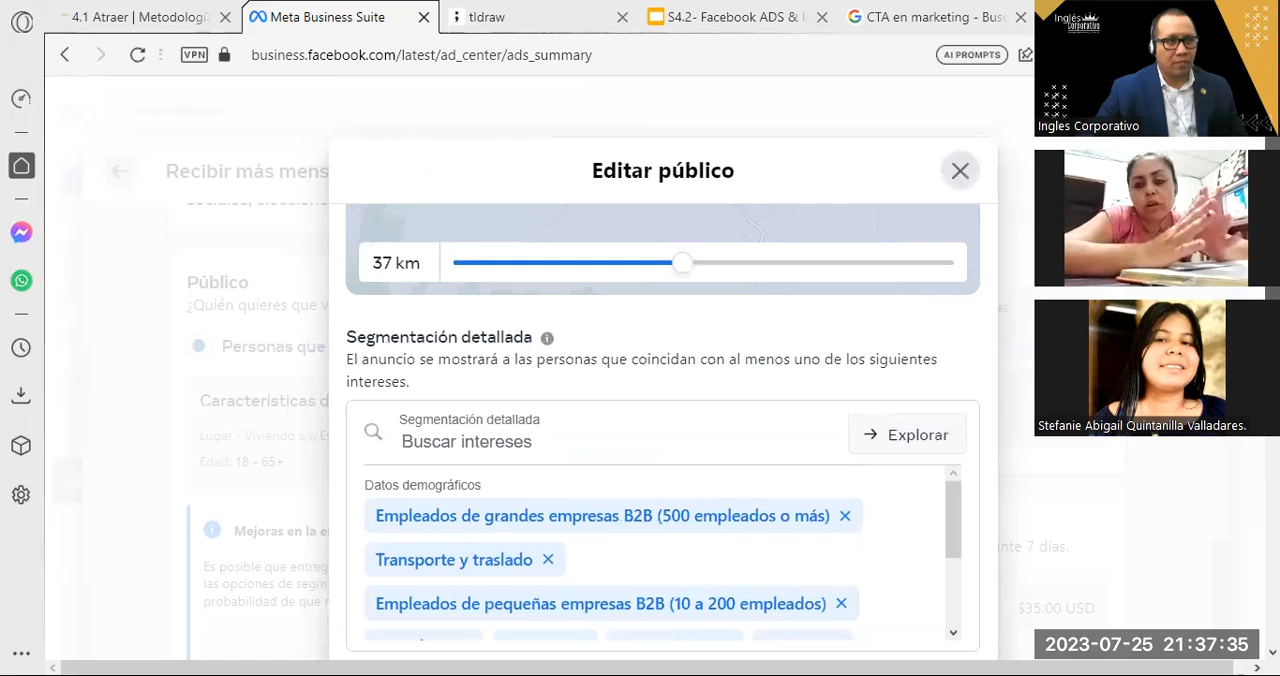 4.1 Atraer | Metodología
Meta Business Suite
tldraw
S4.2- Facebook ADS &
CTA en marketing - Bus
VPN
business.facebook.com/latest/ad_center/ads_summary
AI PROMPTS
Inglés
Corporativo
Ingles Corporativo
Recibir más mens
Editar público
37 km
Público
¿Quién quieres que v
Personas que
Características d
Lugar - Viviendo en Es
Edad: 18 - 65+
Segmentación detallada
El anuncio se mostrará a las personas que coincidan con al menos uno de los siguientes
intereses.
Segmentación detallada
Buscar intereses
Explorar
Stefanie Abigail Quintanilla Valladares.
Datos demográficos
Empleados de grandes empresas B2B (500 empleados o más)
Transporte y traslado
Empleados de pequeñas empresas B2B (10 a 200 empleados)
Mejoras en la e
Es posible que entreg
las opciones de segm
probabilidad de que r
ante 7 días.
$35.00 USD
2023-07-25 21:37:35